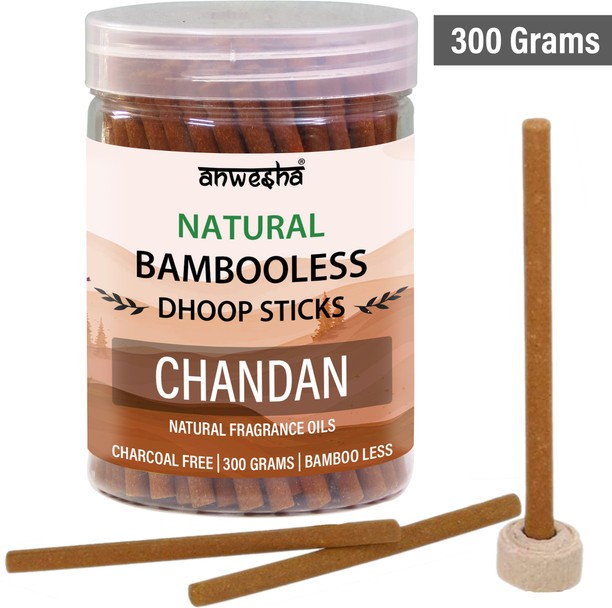 300 Grams
anwesha®
NATURAL
BAMBOOLESS
DHOOP STICKS
CHANDAN
NATURAL FRAGRANCE OILS
CHARCOAL FREE | 300 GRAMS | BAMBOO LESS